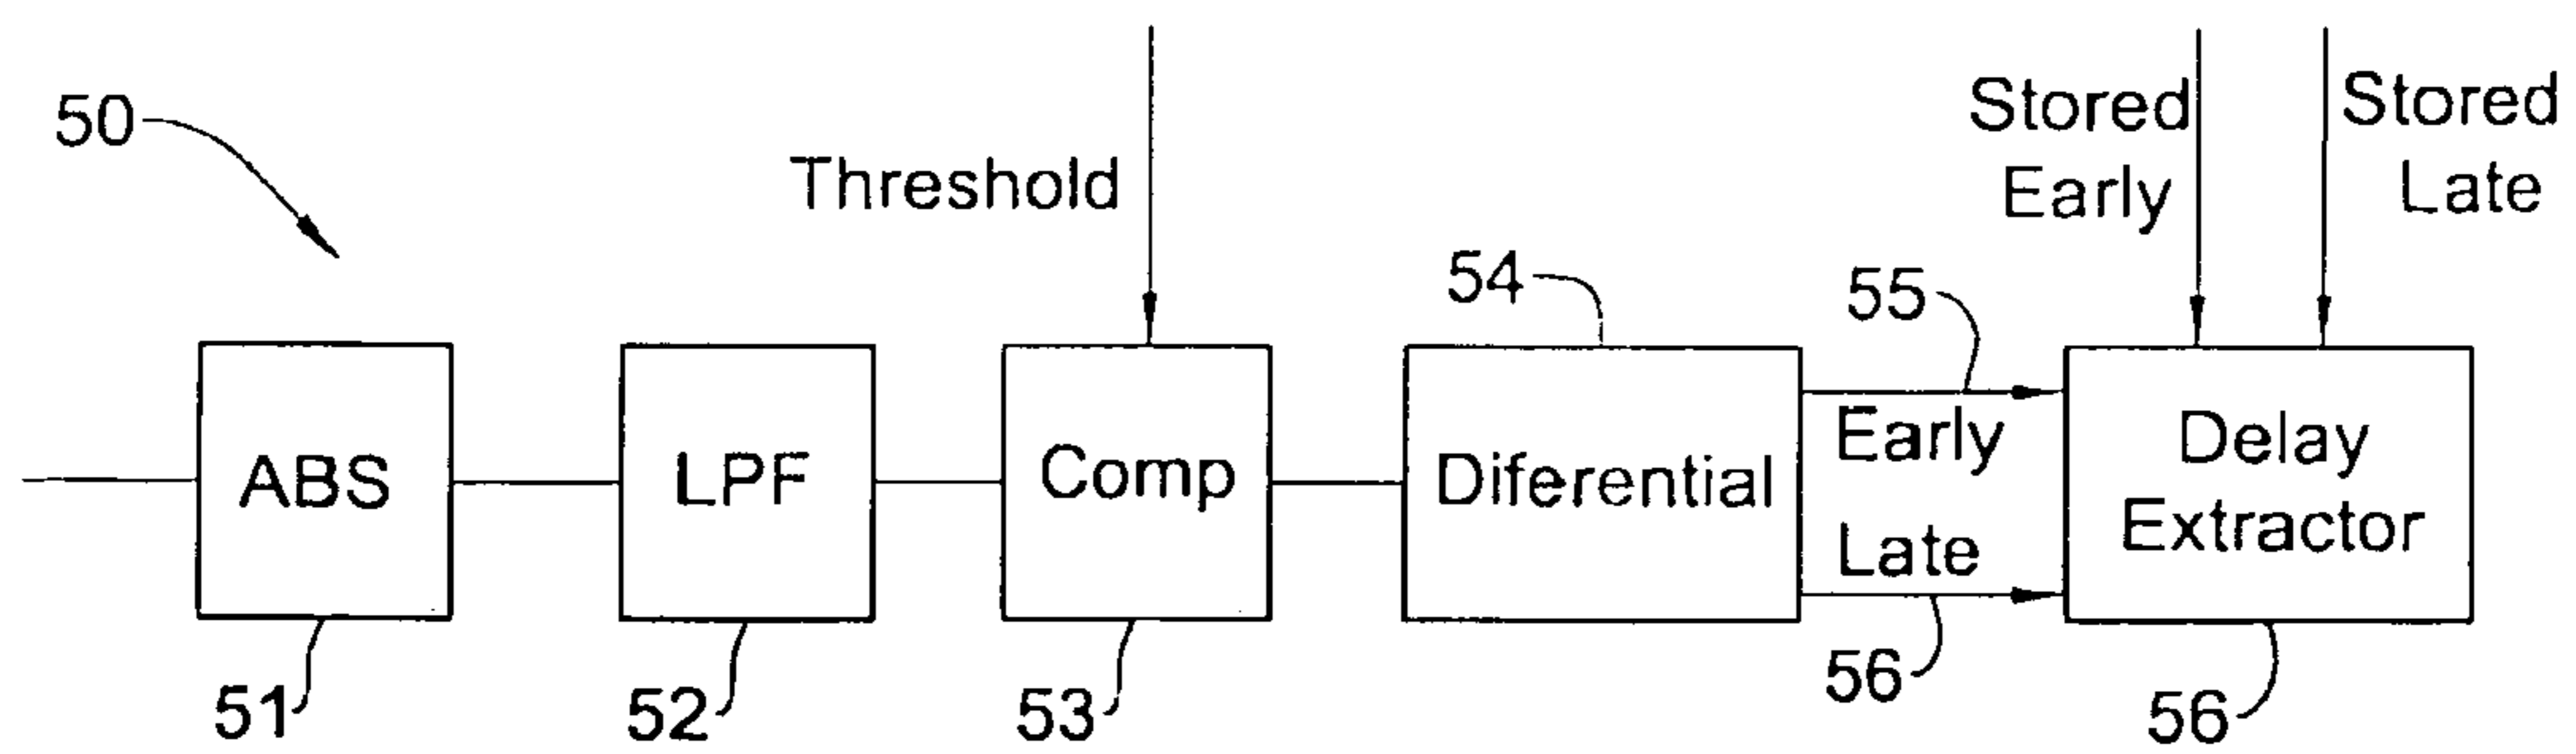 50
Threshold
Stored
Early
Stored
Late
54
55
ABS
LPF
Comp
Diferential
Early
Late
Delay
Extractor
51
52
53
56
56